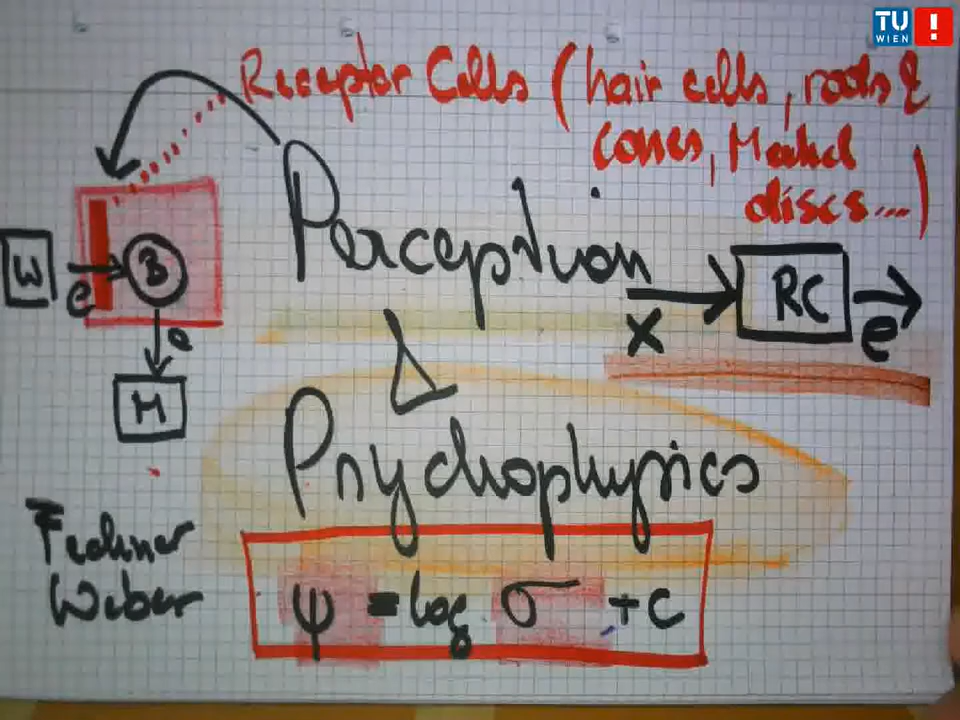 TU
WIEN
!
Receptor Cells (hair cells, rods &
cones, Merkel
discs....)
Perception
W
e
B
e
M
X
RC
e
Psychophysics
Fechner
Weber
ψ = log σ + c